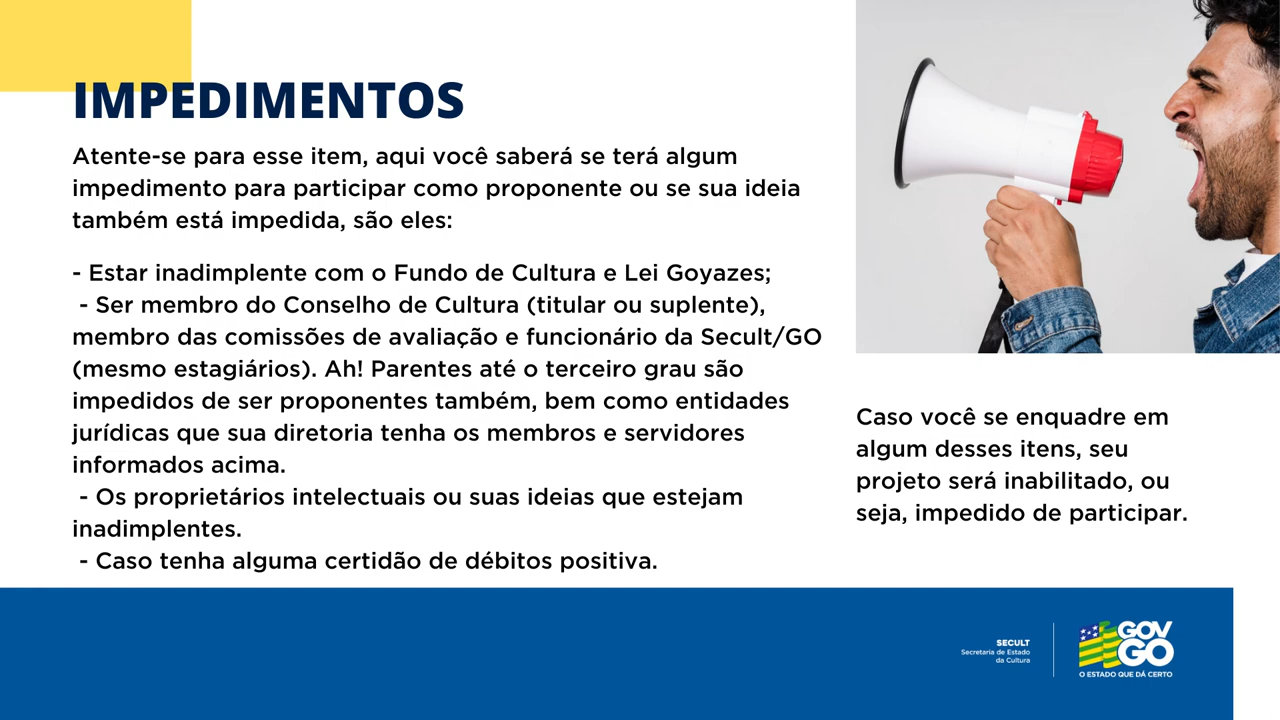 IMPEDIMENTOS
Atente-se para esse item, aqui você saberá se terá algum
impedimento para participar como proponente ou se sua ideia
também está impedida, são eles:
- Estar inadimplente com o Fundo de Cultura e Lei Goyazes;
- Ser membro do Conselho de Cultura (titular ou suplente),
membro das comissões de avaliação e funcionário da Secult/GO
(mesmo estagiários). Ah! Parentes até o terceiro grau são
impedidos de ser proponentes também, bem como entidades
jurídicas que sua diretoria tenha os membros e servidores
informados acima.
- Os proprietários intelectuais ou suas ideias que estejam
inadimplentes.
- Caso tenha alguma certidão de débitos positiva.
Caso você se enquadre em
algum desses itens, seu
projeto será inabilitado, ou
seja, impedido de participar.
SECULT
Secretaria de Estado
da Cultura
GOV
GO
O ESTADO QUE DÁ CERTO